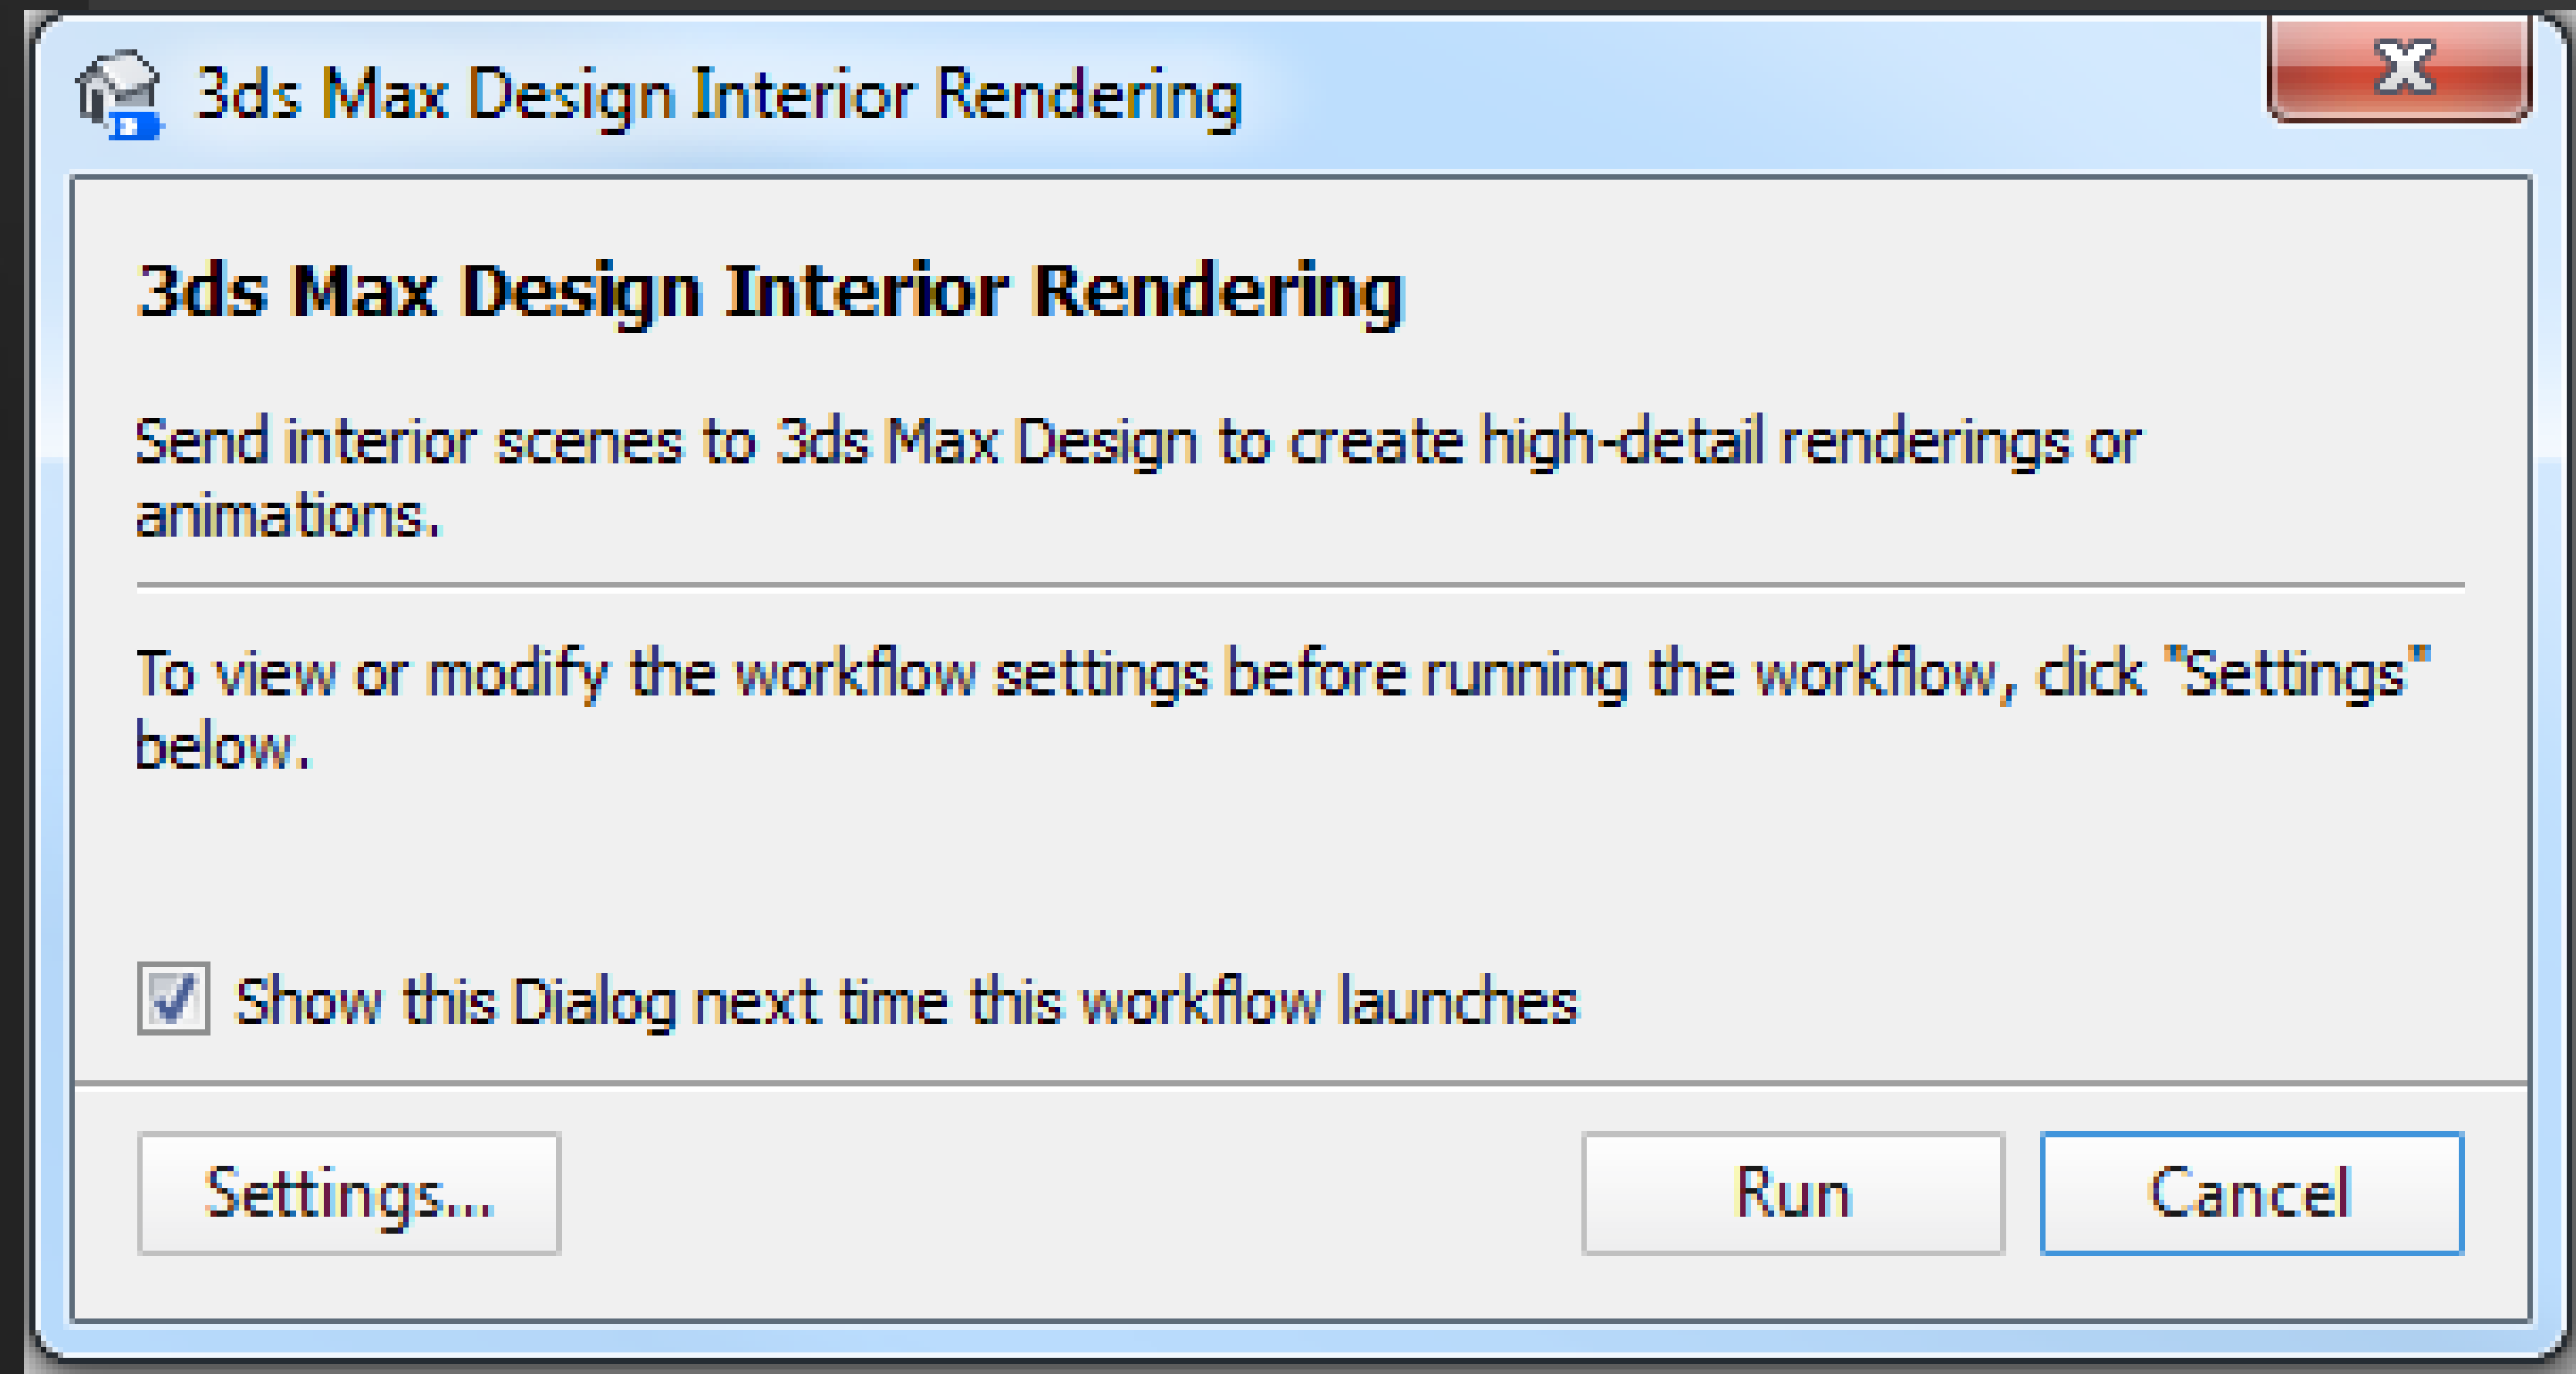 3ds Max Design Interior Rendering
3ds Max Design Interior Rendering
Send interior scenes to 3ds Max Design to create high-detail renderings or
animations.
To view or modify the workflow settings before running the workflow, click "Settings"
below.
Show this Dialog next time this workflow launches
Settings...
Run
Cancel